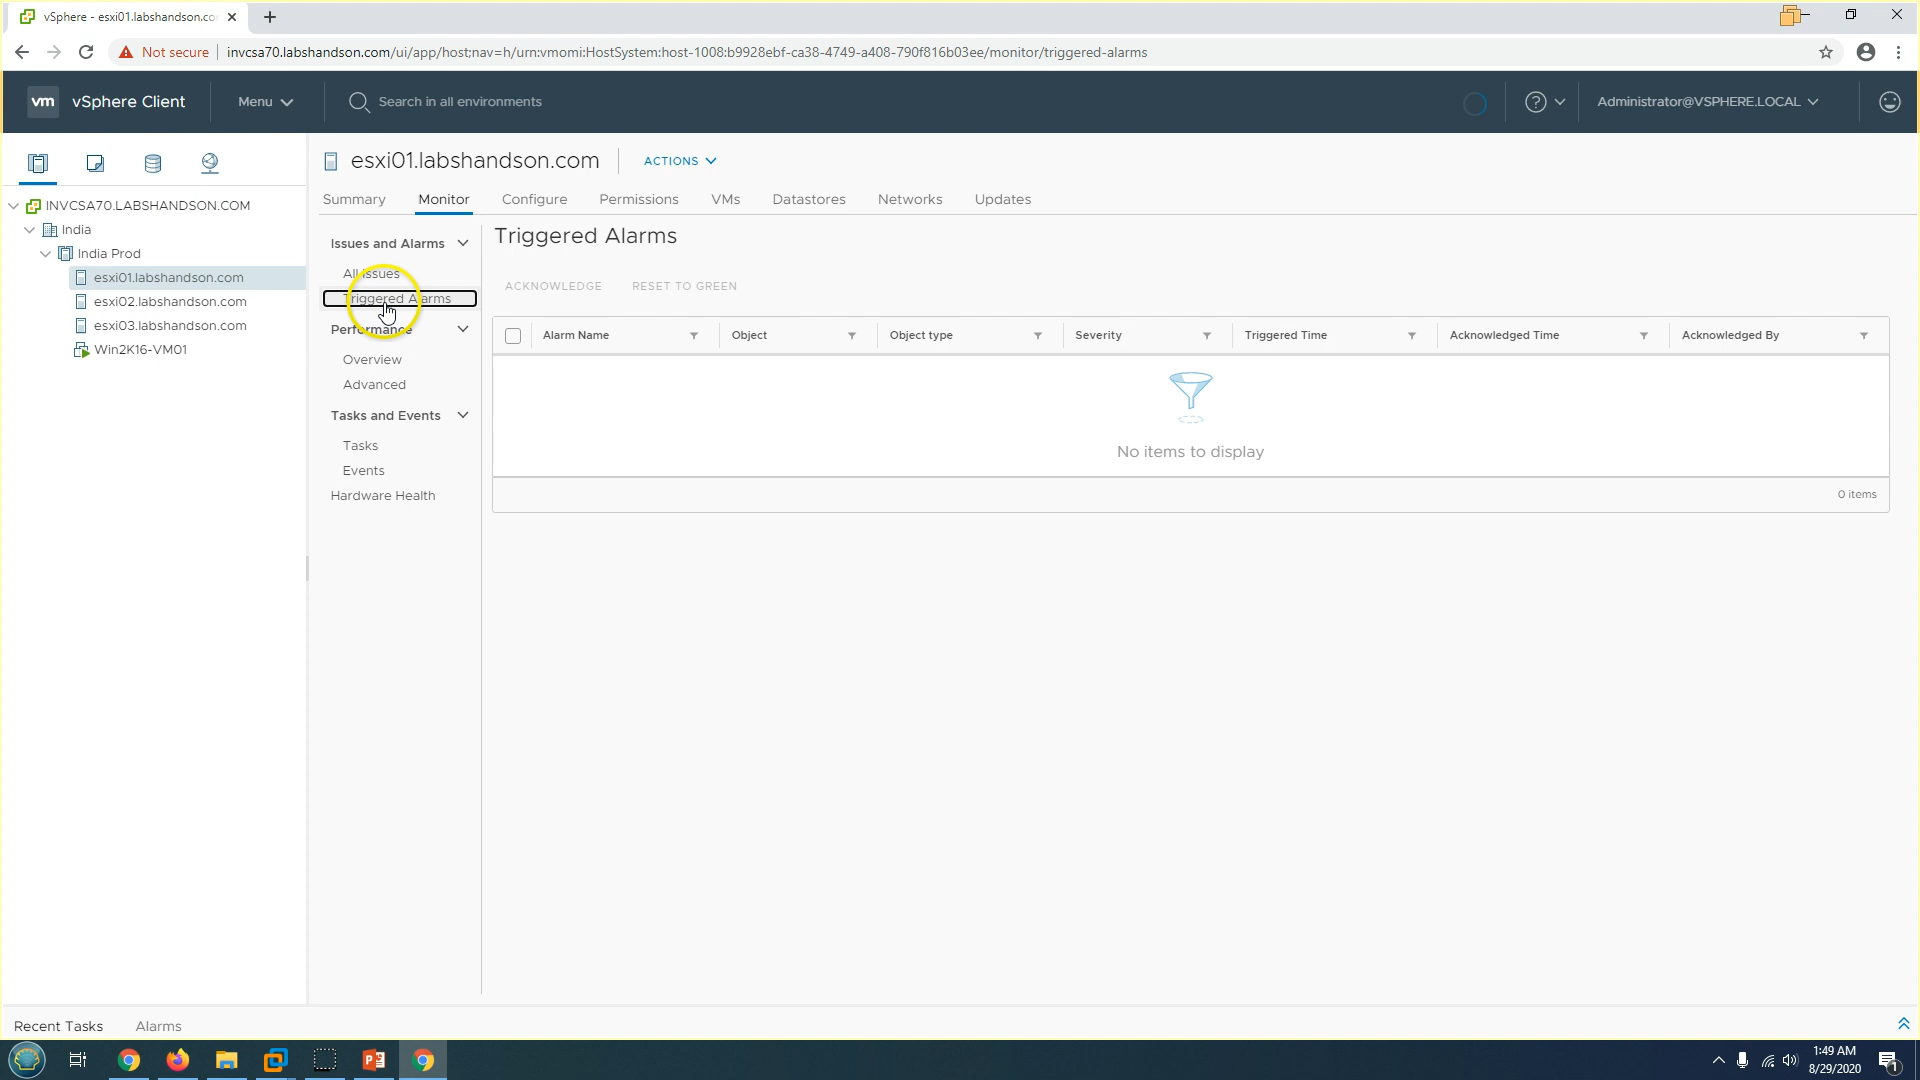 vSphere - esxi01.labshandson.co
Not secure
invcsa70.labshandson.com/ui/app/host;nav=h/urn:vmomi:HostSystem:host-1008:b9928ebf-ca38-4749-a408-790f816b03ee/monitor/triggered-alarms
vm vSphere Client
Menu
Search in all environments
Administrator@VSPHERE.LOCAL
INVCSA70.LABSHANDSON.COM
India
India Prod
esxi01.labshandson.com
esxi02.labshandson.com
esxi03.labshandson.com
Win2K16-VM01
esxi01.labshandson.com
ACTIONS
Summary Monitor Configure Permissions VMs Datastores Networks Updates
Issues and Alarms
All Issues
Triggered Alarms
Performance
Overview
Advanced
Tasks and Events
Tasks
Events
Hardware Health
Triggered Alarms
ACKNOWLEDGE RESET TO GREEN
Alarm Name Object Object type Severity Triggered Time Acknowledged Time Acknowledged By
No items to display
0 items
Recent Tasks Alarms
1:49 AM
8/29/2020
1